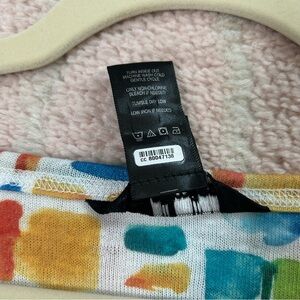 TURN INSIDE OUT
MACHINE WASH COLD
GENTLE CYCLE
ONLY NON-CHLORINE
BLEACH IF NEEDED
TUMBLE DRY LOW
LOW IRON IF NEEDED
CC 80047138